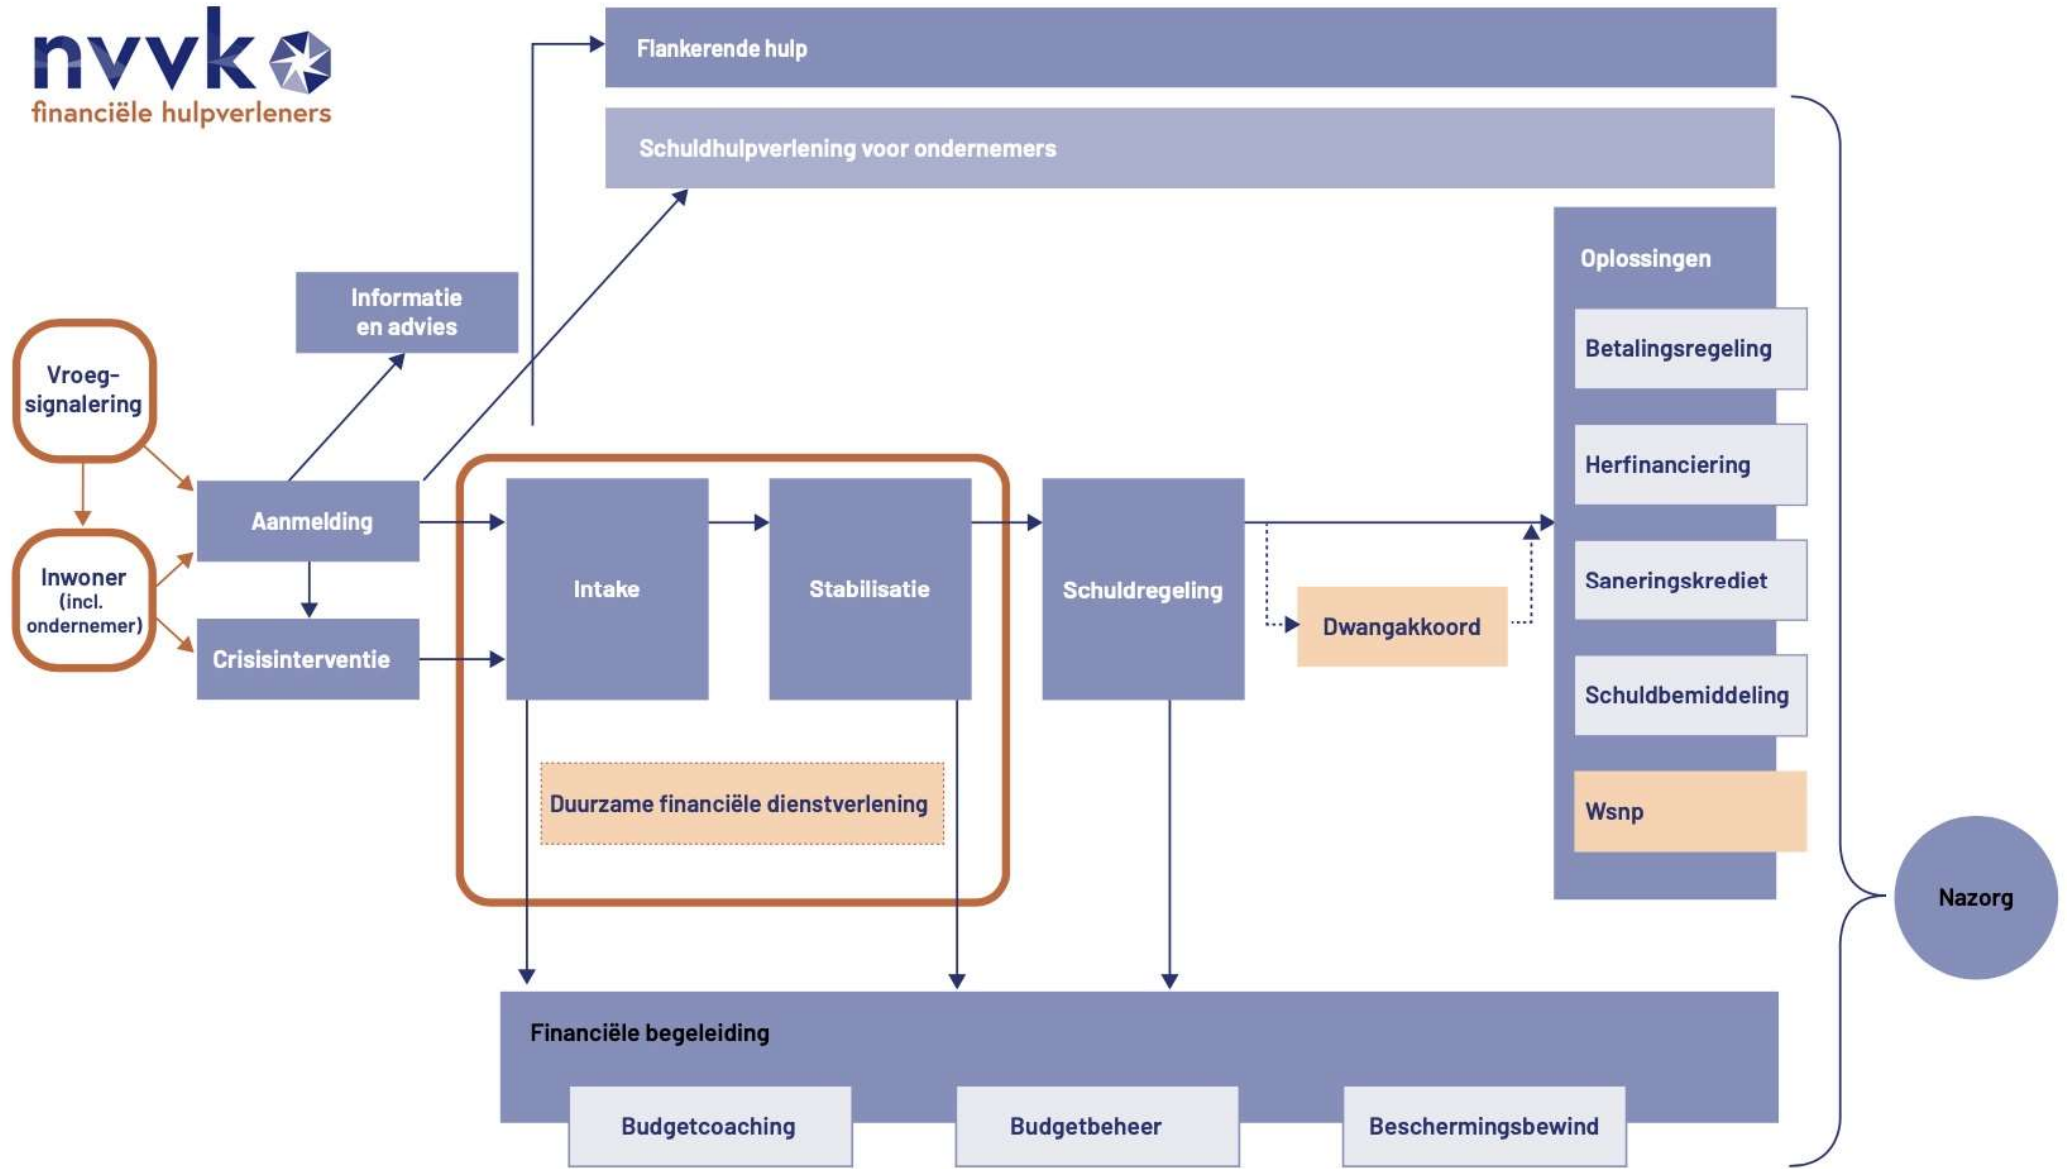 nvvk
financiële hulpverleners
Flankerende hulp
Schuldhulpverlening voor ondernemers
Informatie
en advies
Vroeg-
signalering
Inwoner
(incl.
ondernemer)
Aanmelding
Crisisinterventie
Intake
Stabilisatie
Duurzame financiële dienstverlening
Schuldregeling
Dwangakkoord
Oplossingen
Betalingsregeling
Herfinanciering
Saneringskrediet
Schuldbemiddeling
Wsnp
Nazorg
Financiële begeleiding
Budgetcoaching
Budgetbeheer
Beschermingsbewind